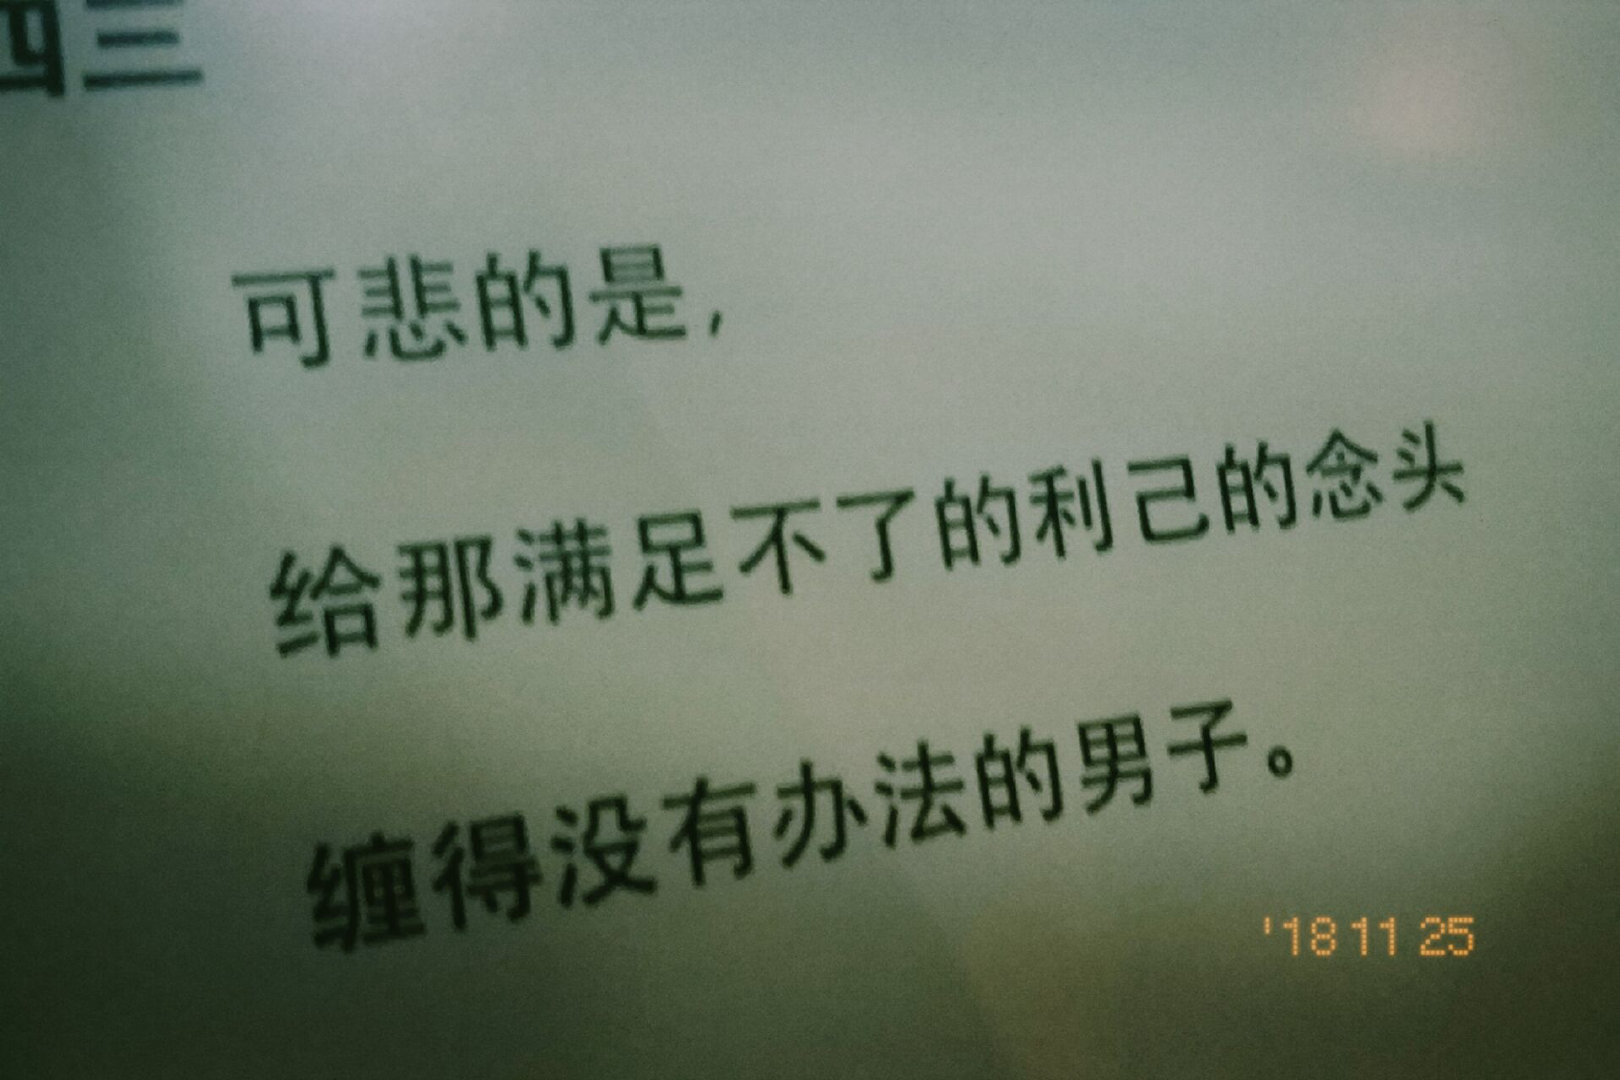 四三
可悲的是，
给那满足不了的利己的念头
缠得没有办法的男子。
'18 11 25